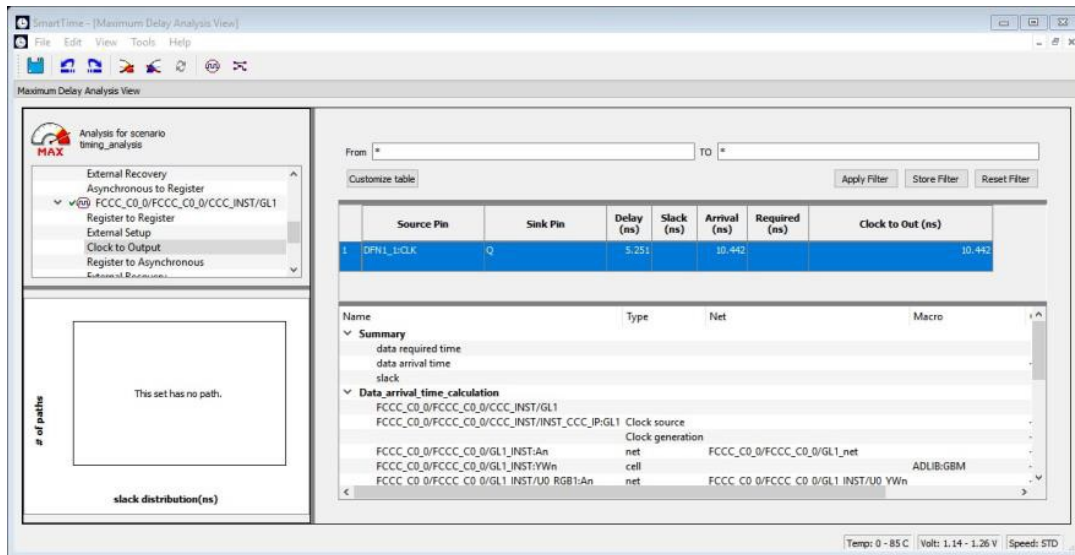 SmartTime - [Maximum Delay Analysis View]
File Edit View Tools Help
Maximum Delay Analysis View
MAX
Analysis for scenario
timing_analysis
External Recovery
Asynchronous to Register
FCCC_C0_0/FCCC_C0_0/CCC_INST/GL1
Register to Register
External Setup
Clock to Output
Register to Asynchronous
External Recovery
# of paths
This set has no path.
slack distribution(ns)
From * TO *
Customize table Apply Filter Store Filter Reset Filter
Source Pin Sink Pin Delay (ns) Slack (ns) Arrival (ns) Required (ns) Clock to Out (ns)
1 DFN1_1:CLK Q 5.251 10.442 10.442
Name Type Net Macro
Summary
data required time
data arrival time -
slack
Data_arrival_time_calculation
FCCC_C0_0/FCCC_C0_0/CCC_INST/GL1
FCCC_C0_0/FCCC_C0_0/CCC_INST/INST_CCC_IP:GL1 Clock source -
Clock generation -
FCCC_C0_0/FCCC_C0_0/GL1_INST:An net FCCC_C0_0/FCCC_C0_0/GL1_net -
FCCC_C0_0/FCCC_C0_0/GL1_INST:YWn cell ADLIB:GBM -
FCCC_C0_0/FCCC_C0_0/GL1_INST/U0_RGB1:An net FCCC_C0_0/FCCC_C0_0/GL1_INST/U0_YWn -
Temp: 0 - 85 C Volt: 1.14 - 1.26 V Speed: STD